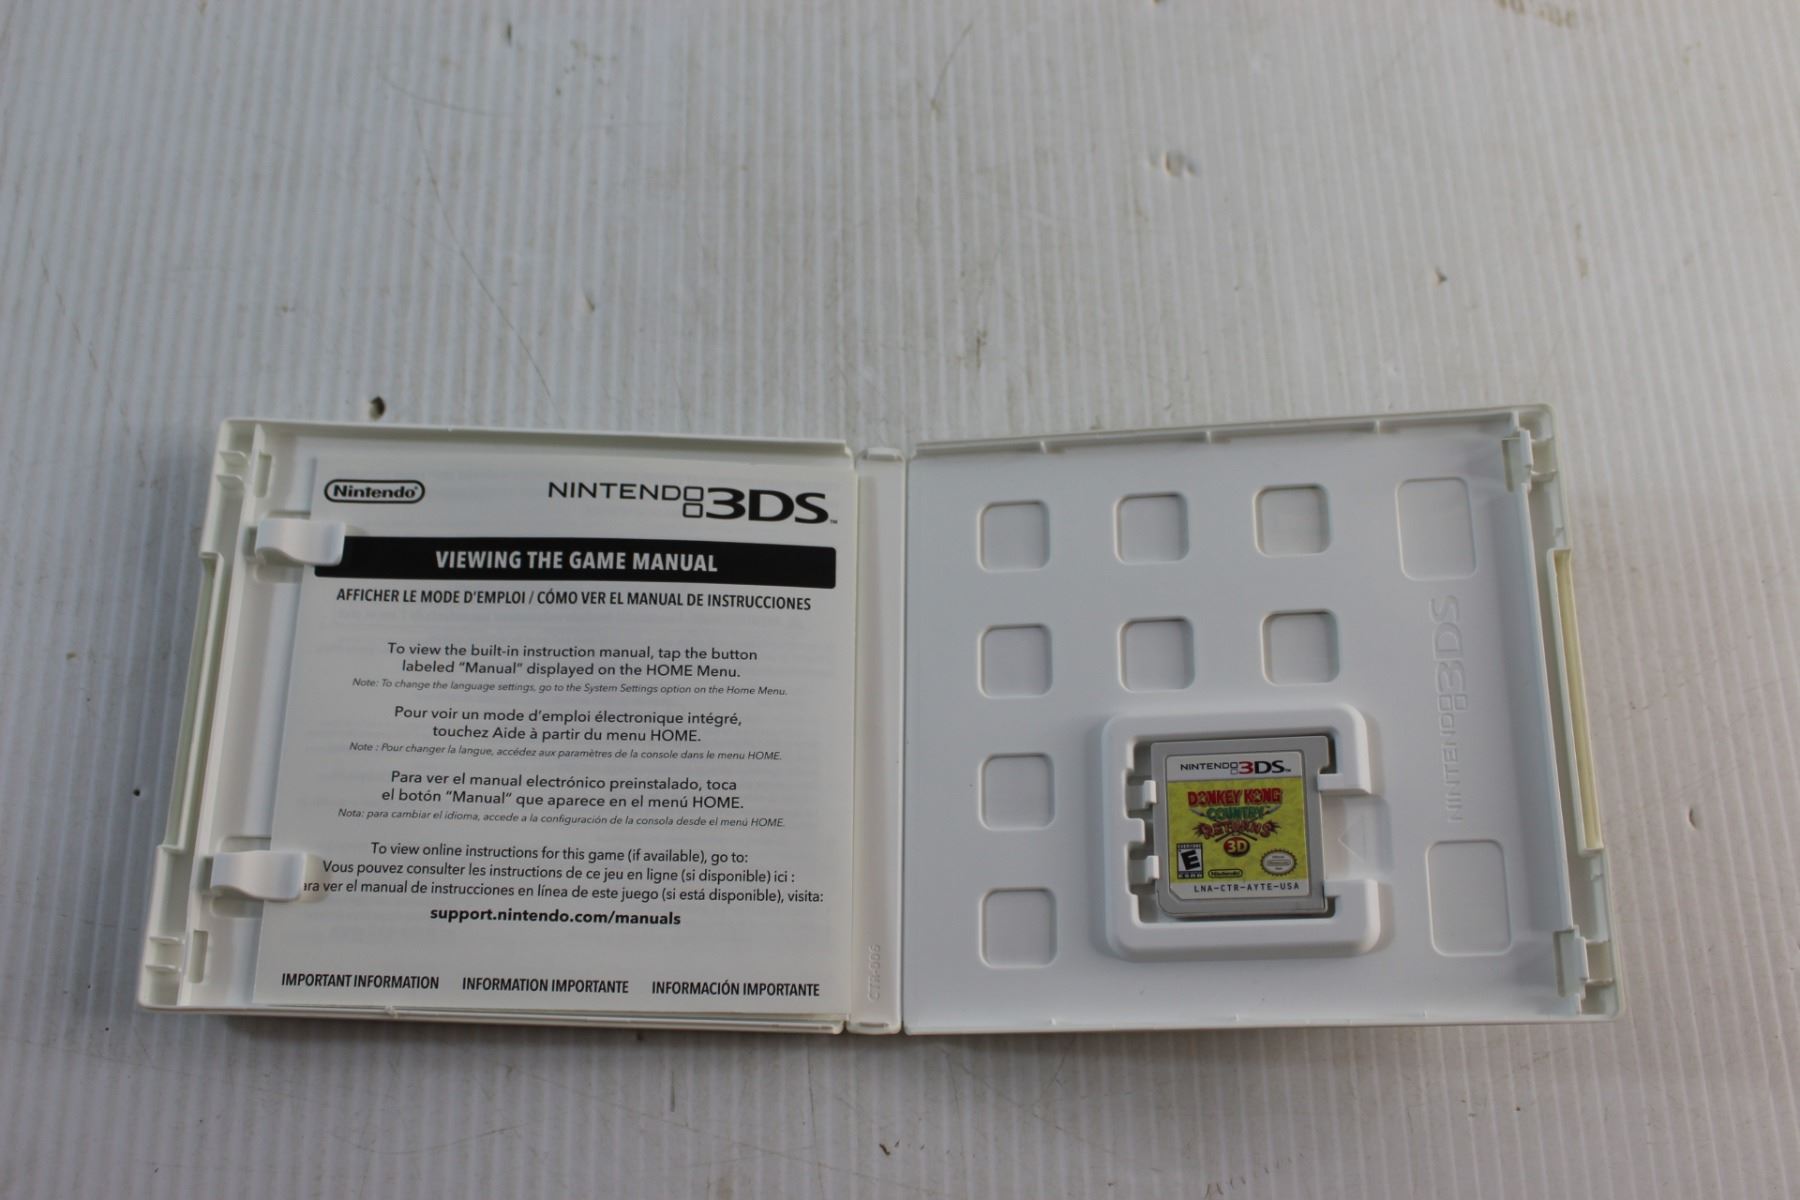 Nintendo®
NINTENDO 3DS™
VIEWING THE GAME MANUAL
AFFICHER LE MODE D'EMPLOI / CÓMO VER EL MANUAL DE INSTRUCCIONES
To view the built-in instruction manual, tap the button
labeled "Manual" displayed on the HOME Menu.
Note: To change the language settings, go to the System Settings option on the Home Menu.
Pour voir un mode d'emploi électronique intégré,
touchez Aide à partir du menu HOME.
Note : Pour changer la langue, accédez aux paramètres de la console dans le menu HOME.
Para ver el manual electrónico preinstalado, toca
el botón "Manual" que aparece en el menú HOME.
Nota: para cambiar el idioma, accede a la configuración de la consola desde el menú HOME.
To view online instructions for this game (if available), go to:
Vous pouvez consulter les instructions de ce jeu en ligne (si disponible) ici :
ara ver el manual de instrucciones en línea de este juego (si está disponible), visita:
support.nintendo.com/manuals
IMPORTANT INFORMATION INFORMATION IMPORTANTE INFORMACIÓN IMPORTANTE
CTR-006
NINTENDO 3DS™
DONKEY KONG
COUNTRY
RETURNS
3D
EVERYONE
E
ESRB
Nintendo
LNA-CTR-AYTE-USA
NINTENDO 3DS